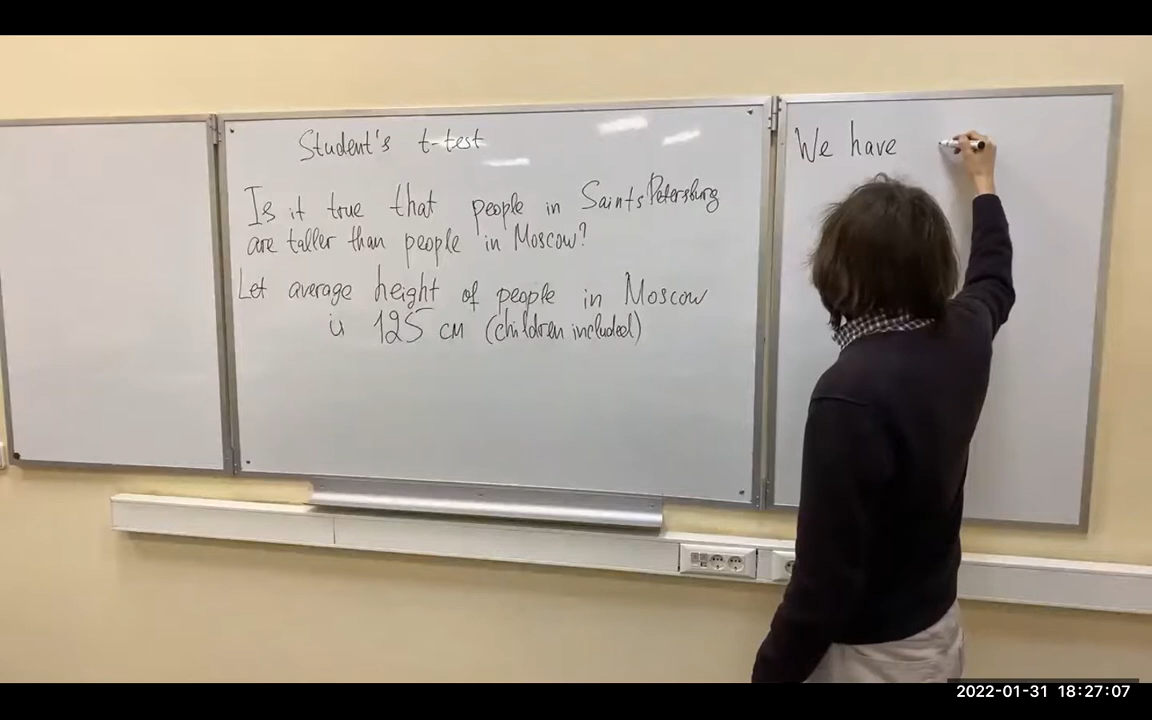 Student's t-test
Is it true that people in Saints Petersburg
are taller than people in Moscow?
Let average height of people in Moscow
is 125 cm (children included)
We have
2022-01-31 18:27:07